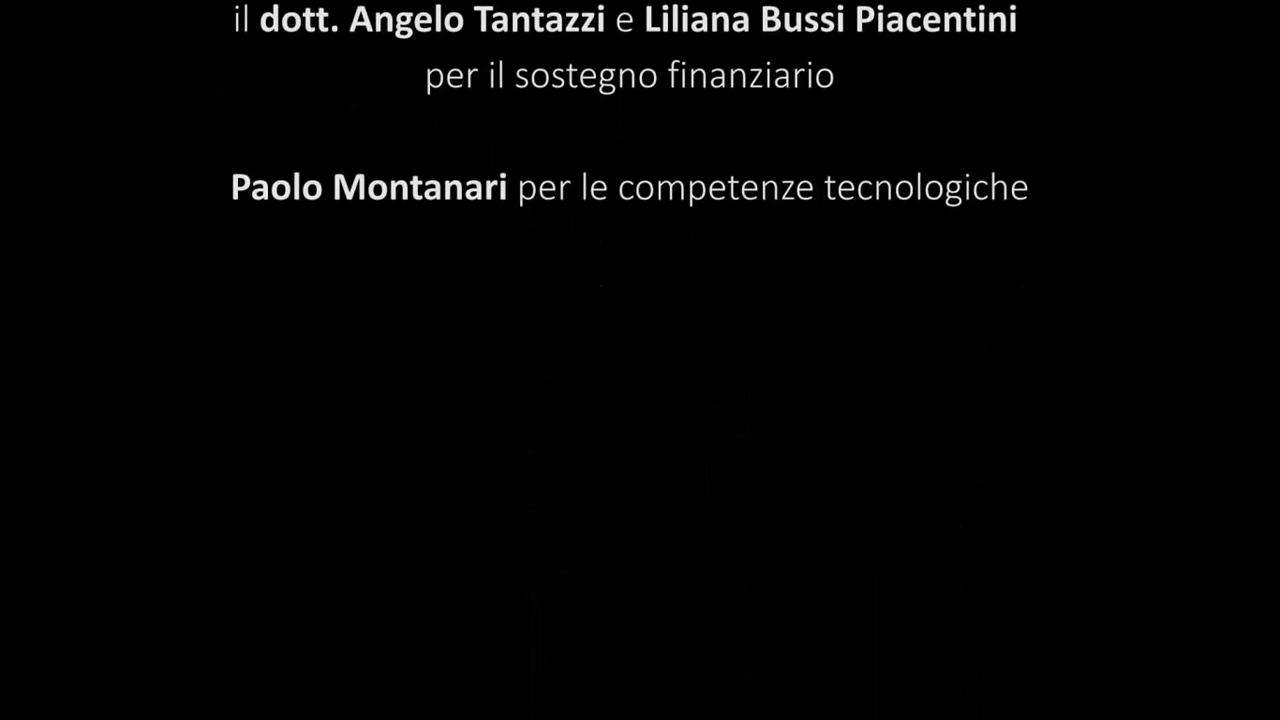 il dott. Angelo Tantazzi e Liliana Bussi Piacentini
per il sostegno finanziario
Paolo Montanari per le competenze tecnologiche